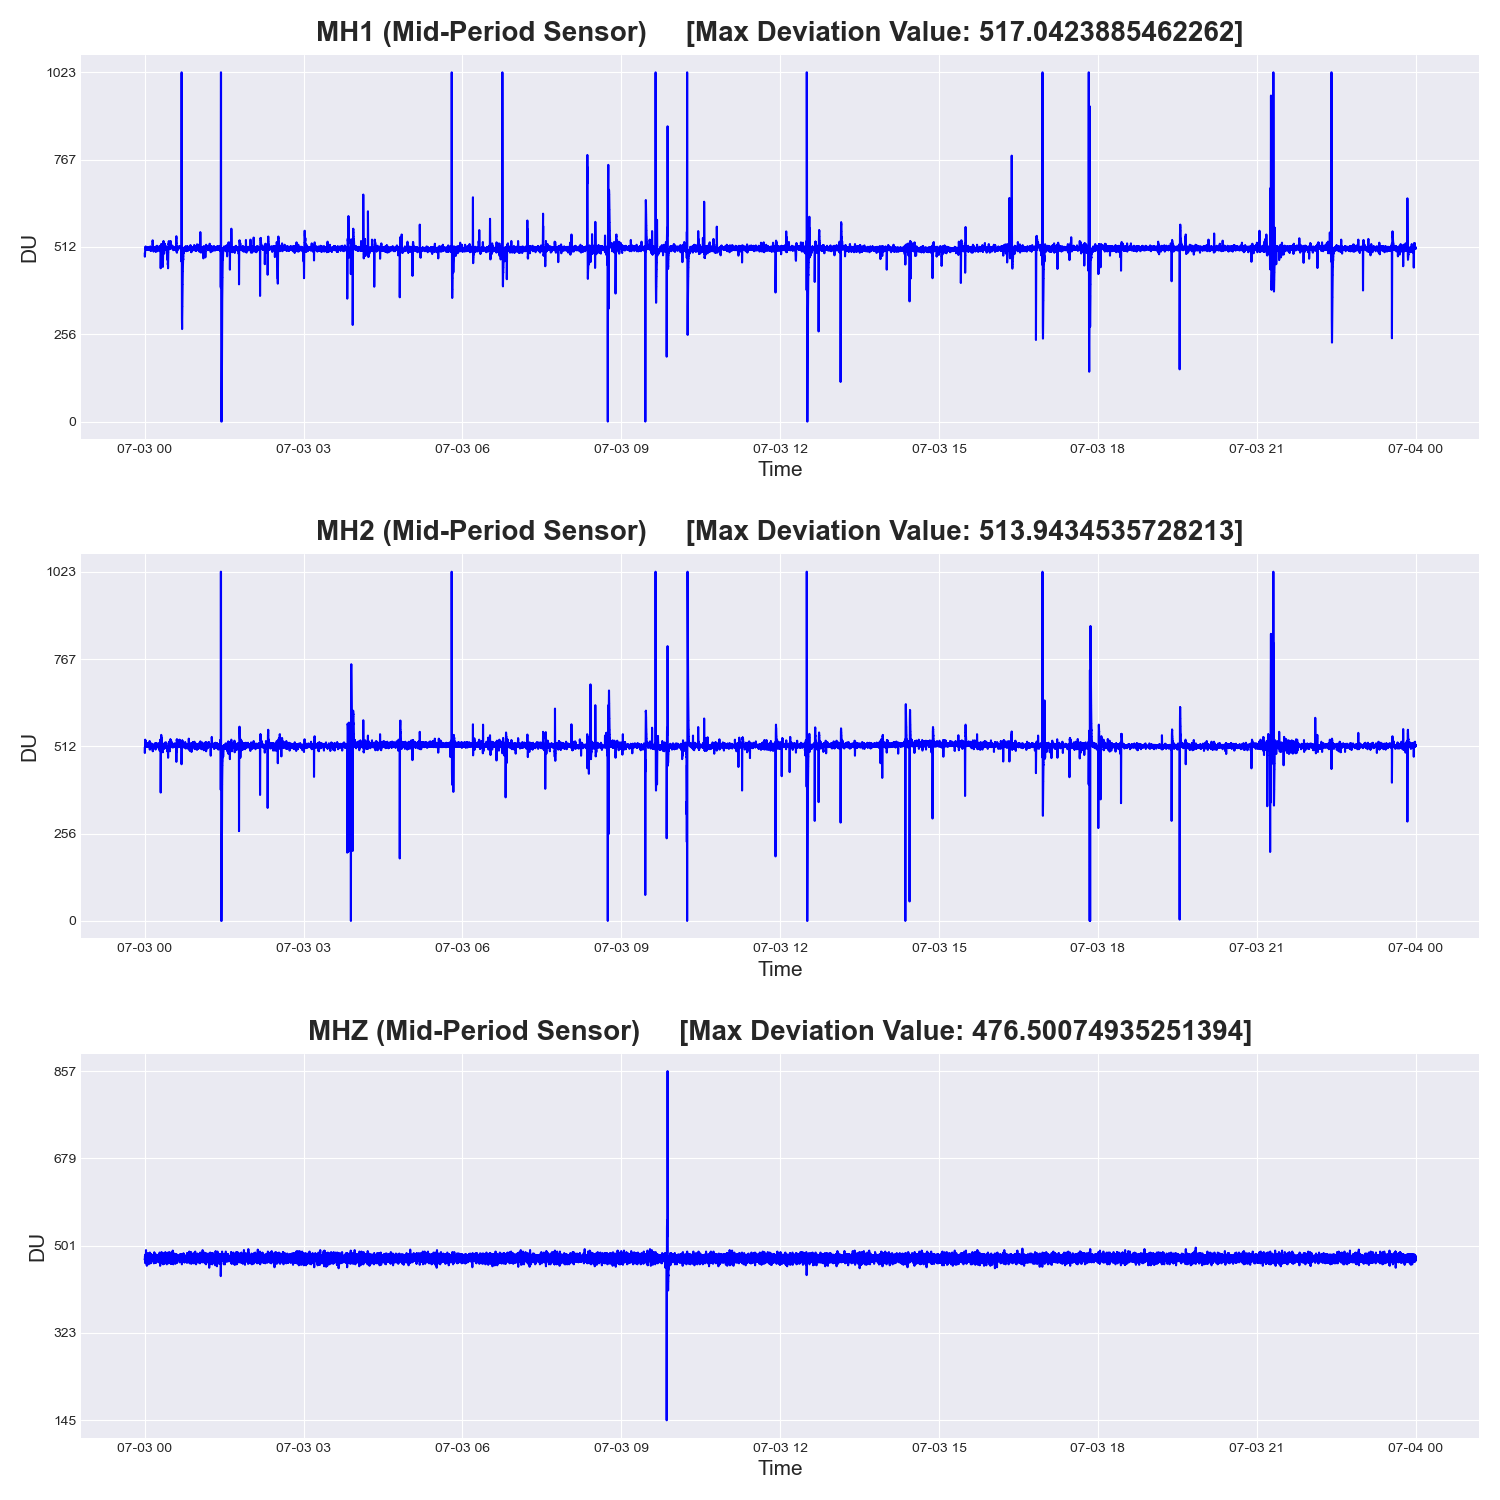 MH1 (Mid-Period Sensor) [Max Deviation Value: 517.0423885462262]
1023
767
512
256
0
DU
07-03 00 07-03 03 07-03 06 07-03 09 07-03 12 07-03 15 07-03 18 07-03 21 07-04 00
Time
MH2 (Mid-Period Sensor) [Max Deviation Value: 513.9434535728213]
1023
767
512
256
0
DU
07-03 00 07-03 03 07-03 06 07-03 09 07-03 12 07-03 15 07-03 18 07-03 21 07-04 00
Time
MHZ (Mid-Period Sensor) [Max Deviation Value: 476.50074935251394]
857
679
501
323
145
DU
07-03 00 07-03 03 07-03 06 07-03 09 07-03 12 07-03 15 07-03 18 07-03 21 07-04 00
Time